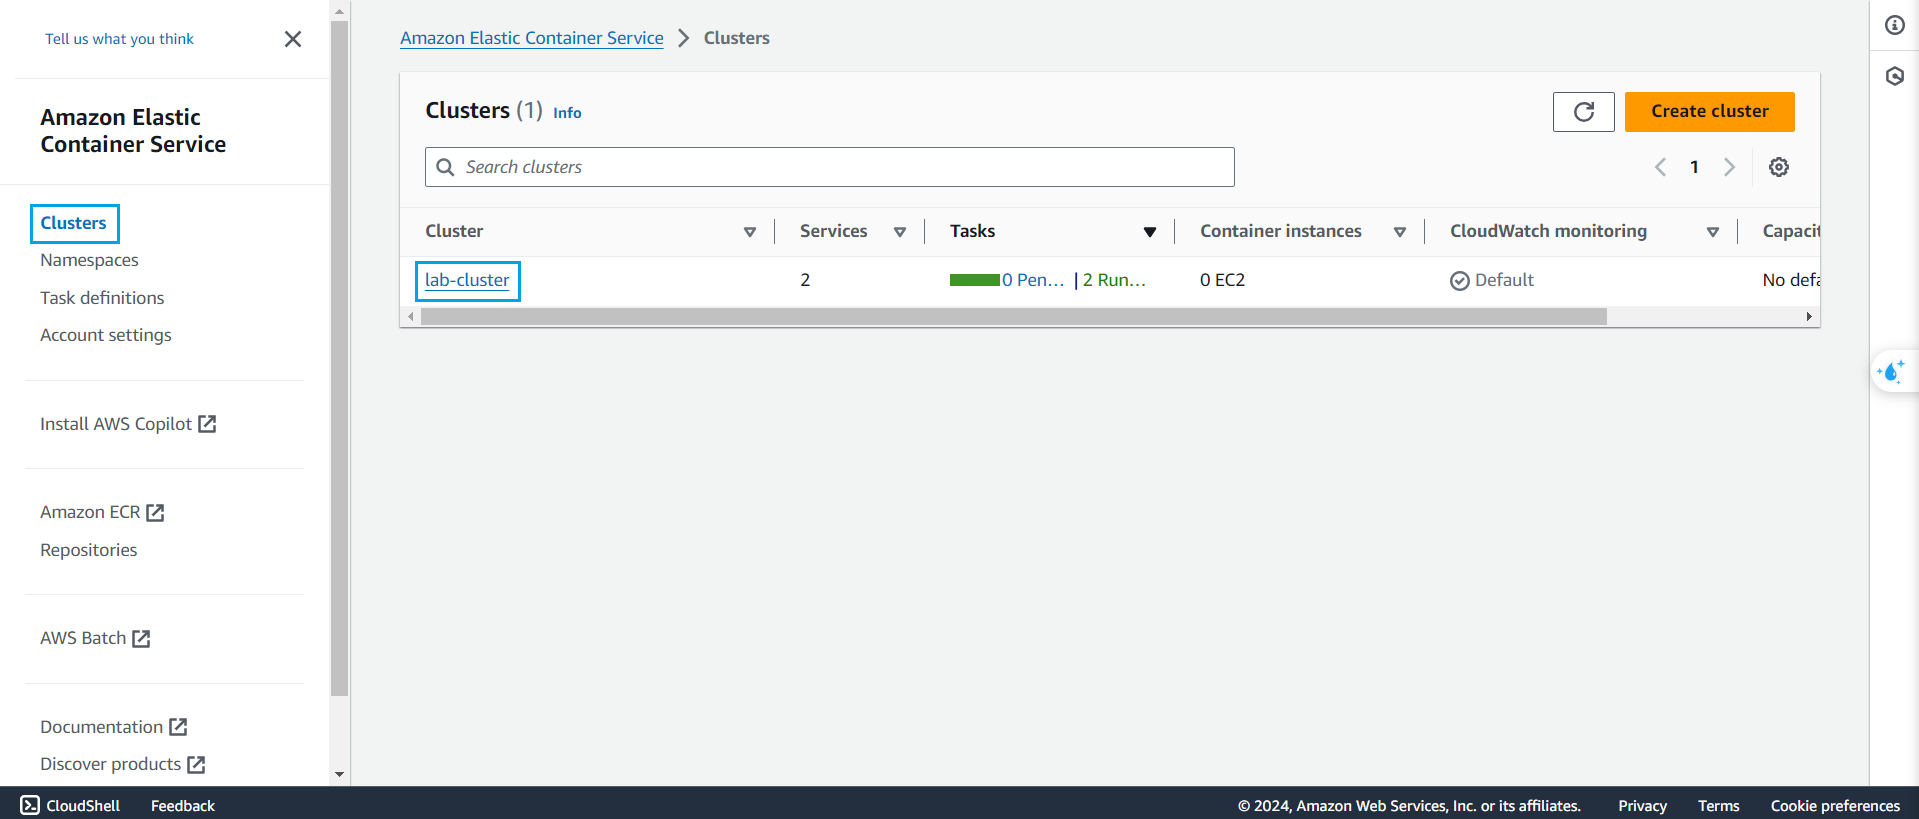 Tell us what you think
Amazon Elastic
Container Service
Clusters
Namespaces
Task definitions
Account settings
Install AWS Copilot
Amazon ECR
Repositories
AWS Batch
Documentation
Discover products
Amazon Elastic Container Service > Clusters
Clusters (1) Info
Create cluster
Search clusters
1
Cluster Services Tasks Container instances CloudWatch monitoring Capacit
lab-cluster 2 0 Pen... | 2 Run... 0 EC2 Default No defa
CloudShell Feedback © 2024, Amazon Web Services, Inc. or its affiliates. Privacy Terms Cookie preferences